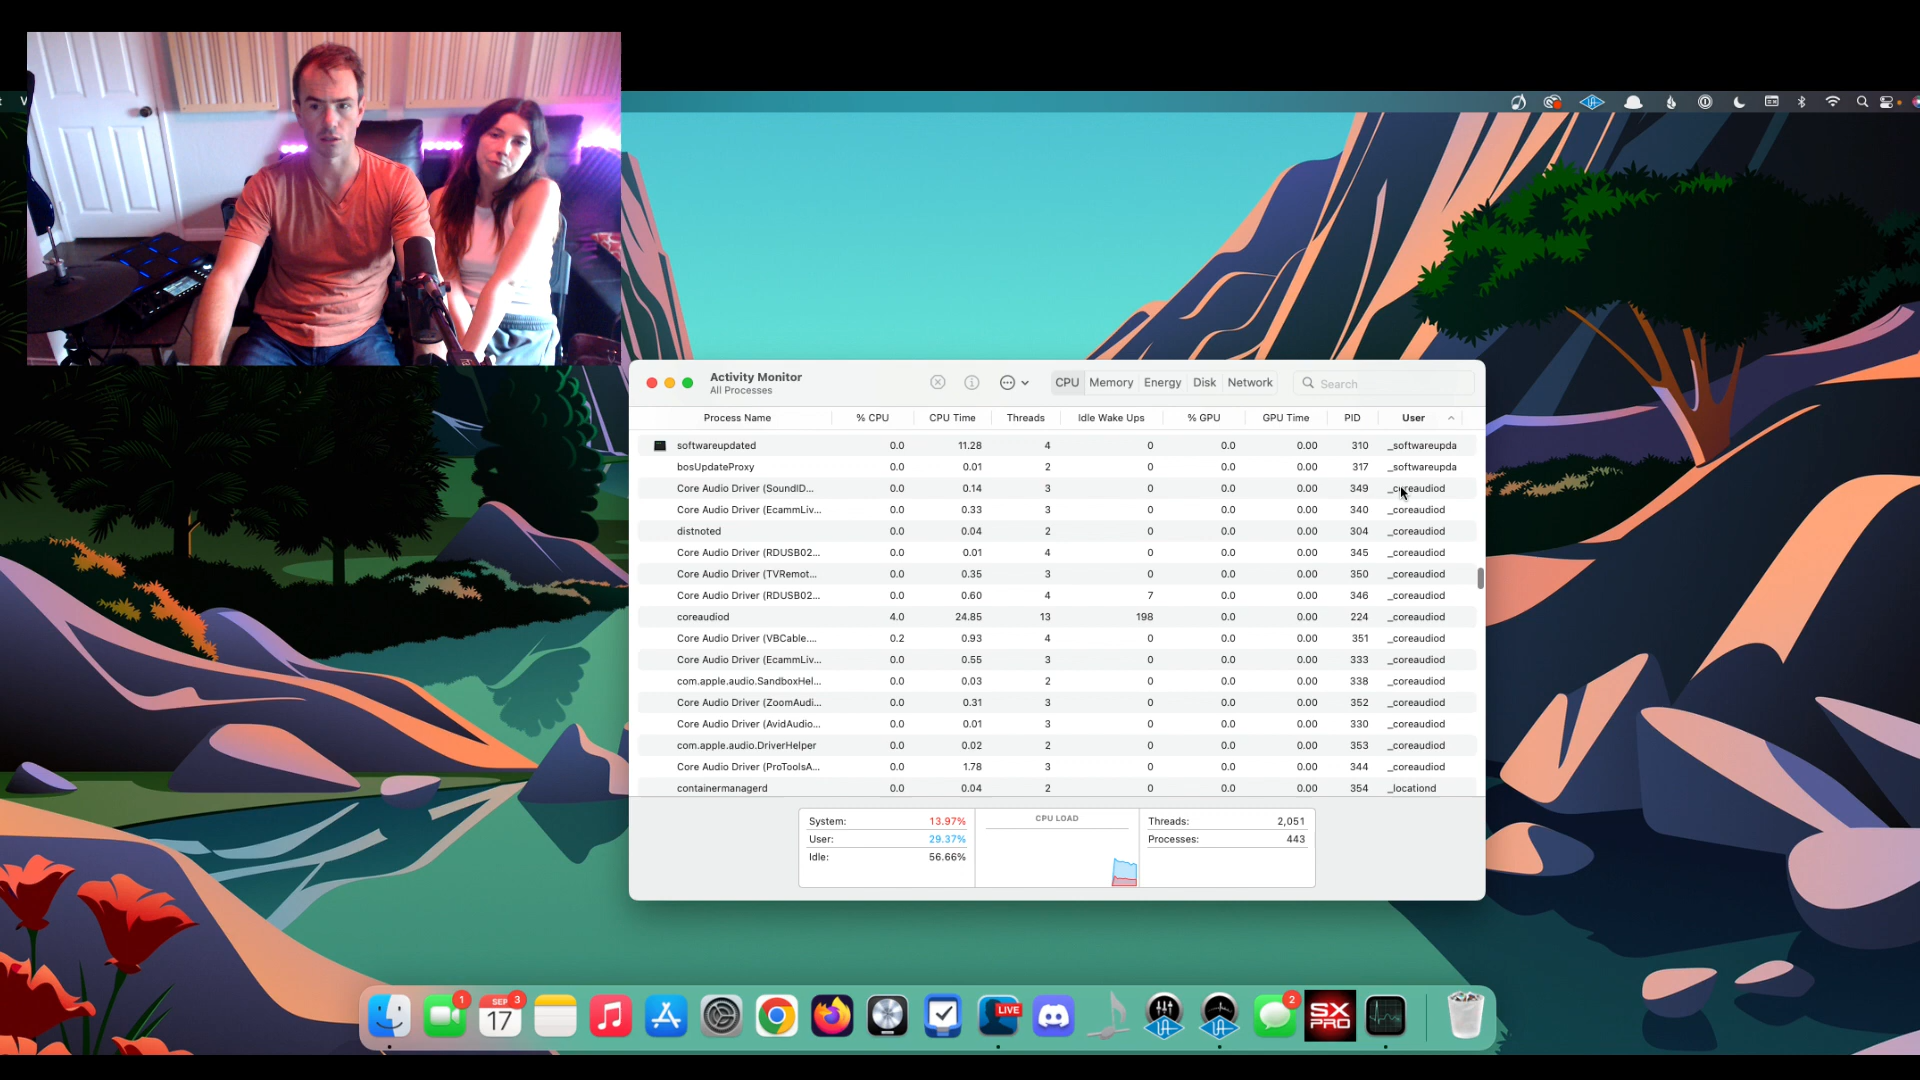 Activity Monitor
All Processes
CPU Memory Energy Disk Network
Search
Process Name % CPU CPU Time Threads Idle Wake Ups % GPU GPU Time PID User
softwareupdated 0.0 11.28 4 0 0.0 0.00 310 _softwareupda
bosUpdateProxy 0.0 0.01 2 0 0.0 0.00 317 _softwareupda
Core Audio Driver (SoundID... 0.0 0.14 3 0 0.0 0.00 349 _coreaudiod
Core Audio Driver (EcammLiv... 0.0 0.33 3 0 0.0 0.00 340 _coreaudiod
distnoted 0.0 0.04 2 0 0.0 0.00 304 _coreaudiod
Core Audio Driver (RDUSB02... 0.0 0.01 4 0 0.0 0.00 345 _coreaudiod
Core Audio Driver (TVRemot... 0.0 0.35 3 0 0.0 0.00 350 _coreaudiod
Core Audio Driver (RDUSB02... 0.0 0.60 4 7 0.0 0.00 346 _coreaudiod
coreaudiod 4.0 24.85 13 198 0.0 0.00 224 _coreaudiod
Core Audio Driver (VBCable.... 0.2 0.93 4 0 0.0 0.00 351 _coreaudiod
Core Audio Driver (EcammLiv... 0.0 0.55 3 0 0.0 0.00 333 _coreaudiod
com.apple.audio.SandboxHel... 0.0 0.03 2 0 0.0 0.00 338 _coreaudiod
Core Audio Driver (ZoomAudi... 0.0 0.31 3 0 0.0 0.00 352 _coreaudiod
Core Audio Driver (AvidAudio... 0.0 0.01 3 0 0.0 0.00 330 _coreaudiod
com.apple.audio.DriverHelper 0.0 0.02 2 0 0.0 0.00 353 _coreaudiod
Core Audio Driver (ProToolsA... 0.0 1.78 3 0 0.0 0.00 344 _coreaudiod
containermanagerd 0.0 0.04 2 0 0.0 0.00 354 _locationd
System: 13.97%
User: 29.37%
Idle: 56.66%
CPU LOAD
Threads: 2,051
Processes: 443
1
SEP 3
17
LIVE
UA
UA
2
SX
PRO